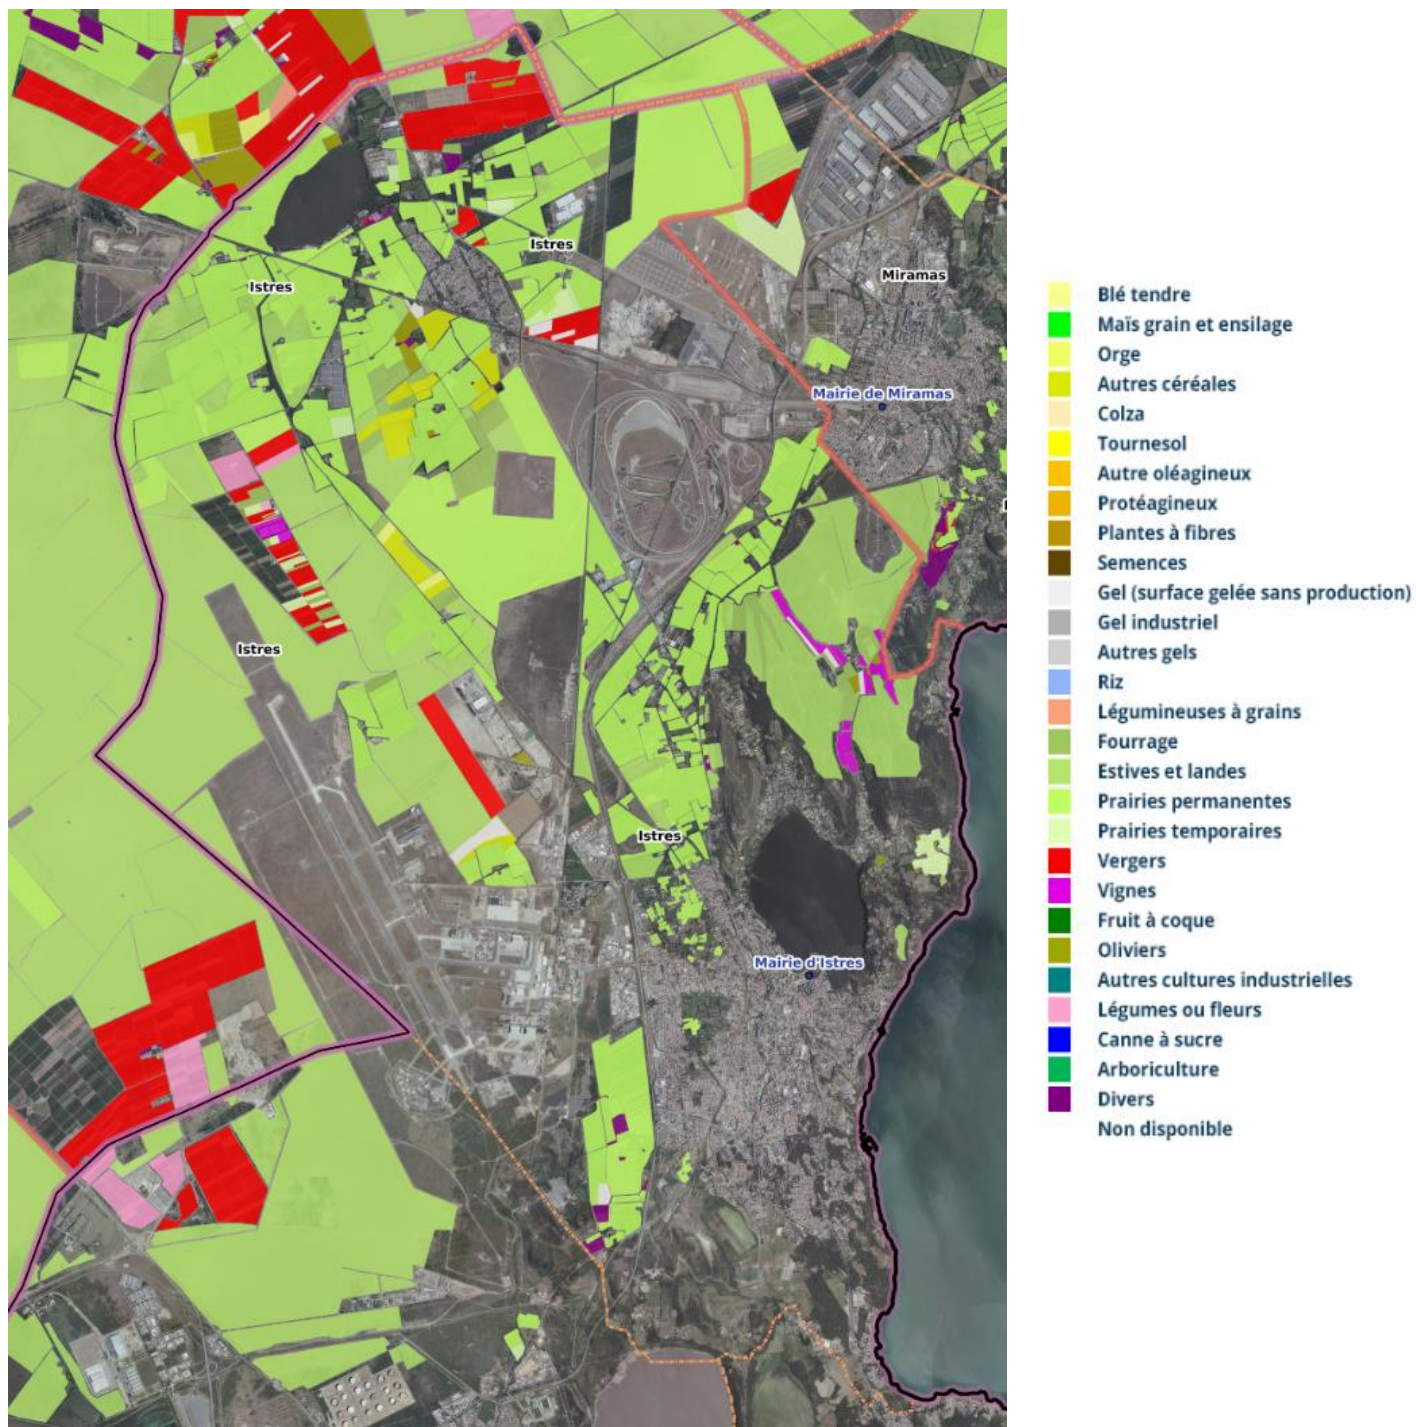 Istres
Istres
Miramas
Mairie de Miramas
Istres
Istres
Mairie d'Istres
Blé tendre
Maïs grain et ensilage
Orge
Autres céréales
Colza
Tournesol
Autre oléagineux
Protéagineux
Plantes à fibres
Semences
Gel (surface gelée sans production)
Gel industriel
Autres gels
Riz
Légumineuses à grains
Fourrage
Estives et landes
Prairies permanentes
Prairies temporaires
Vergers
Vignes
Fruit à coque
Oliviers
Autres cultures industrielles
Légumes ou fleurs
Canne à sucre
Arboriculture
Divers
Non disponible